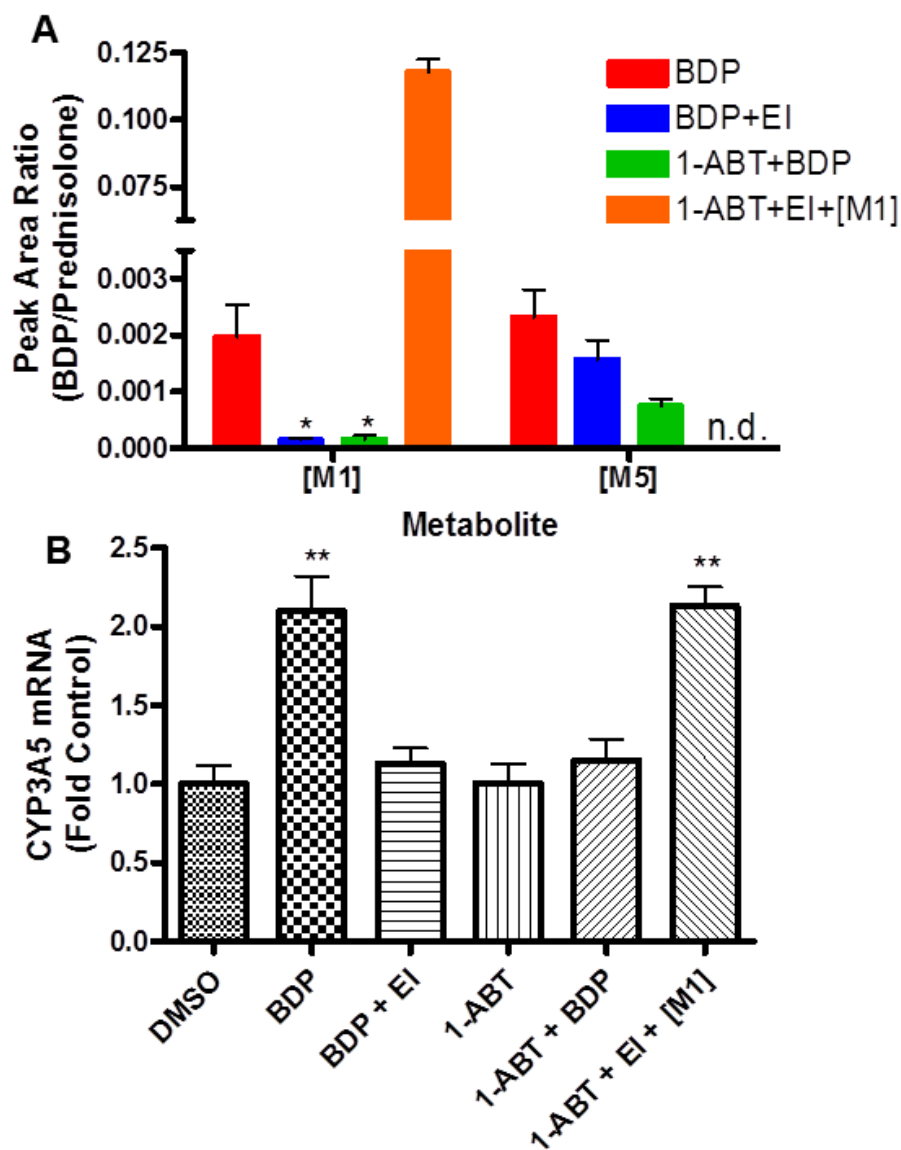 A
Peak Area Ratio
(BDP/Prednisolone)
0.125
0.100
0.075
0.003
0.002
0.001
0.000
BDP
BDP+EI
1-ABT+BDP
1-ABT+EI+[M1]
* *
n.d.
[M1] [M5]
Metabolite
B
CYP3A5 mRNA
(Fold Control)
2.5
2.0
1.5
1.0
0.5
0.0
** **
DMSO
BDP
BDP + EI
1-ABT
1-ABT + BDP
1-ABT + EI + [M1]